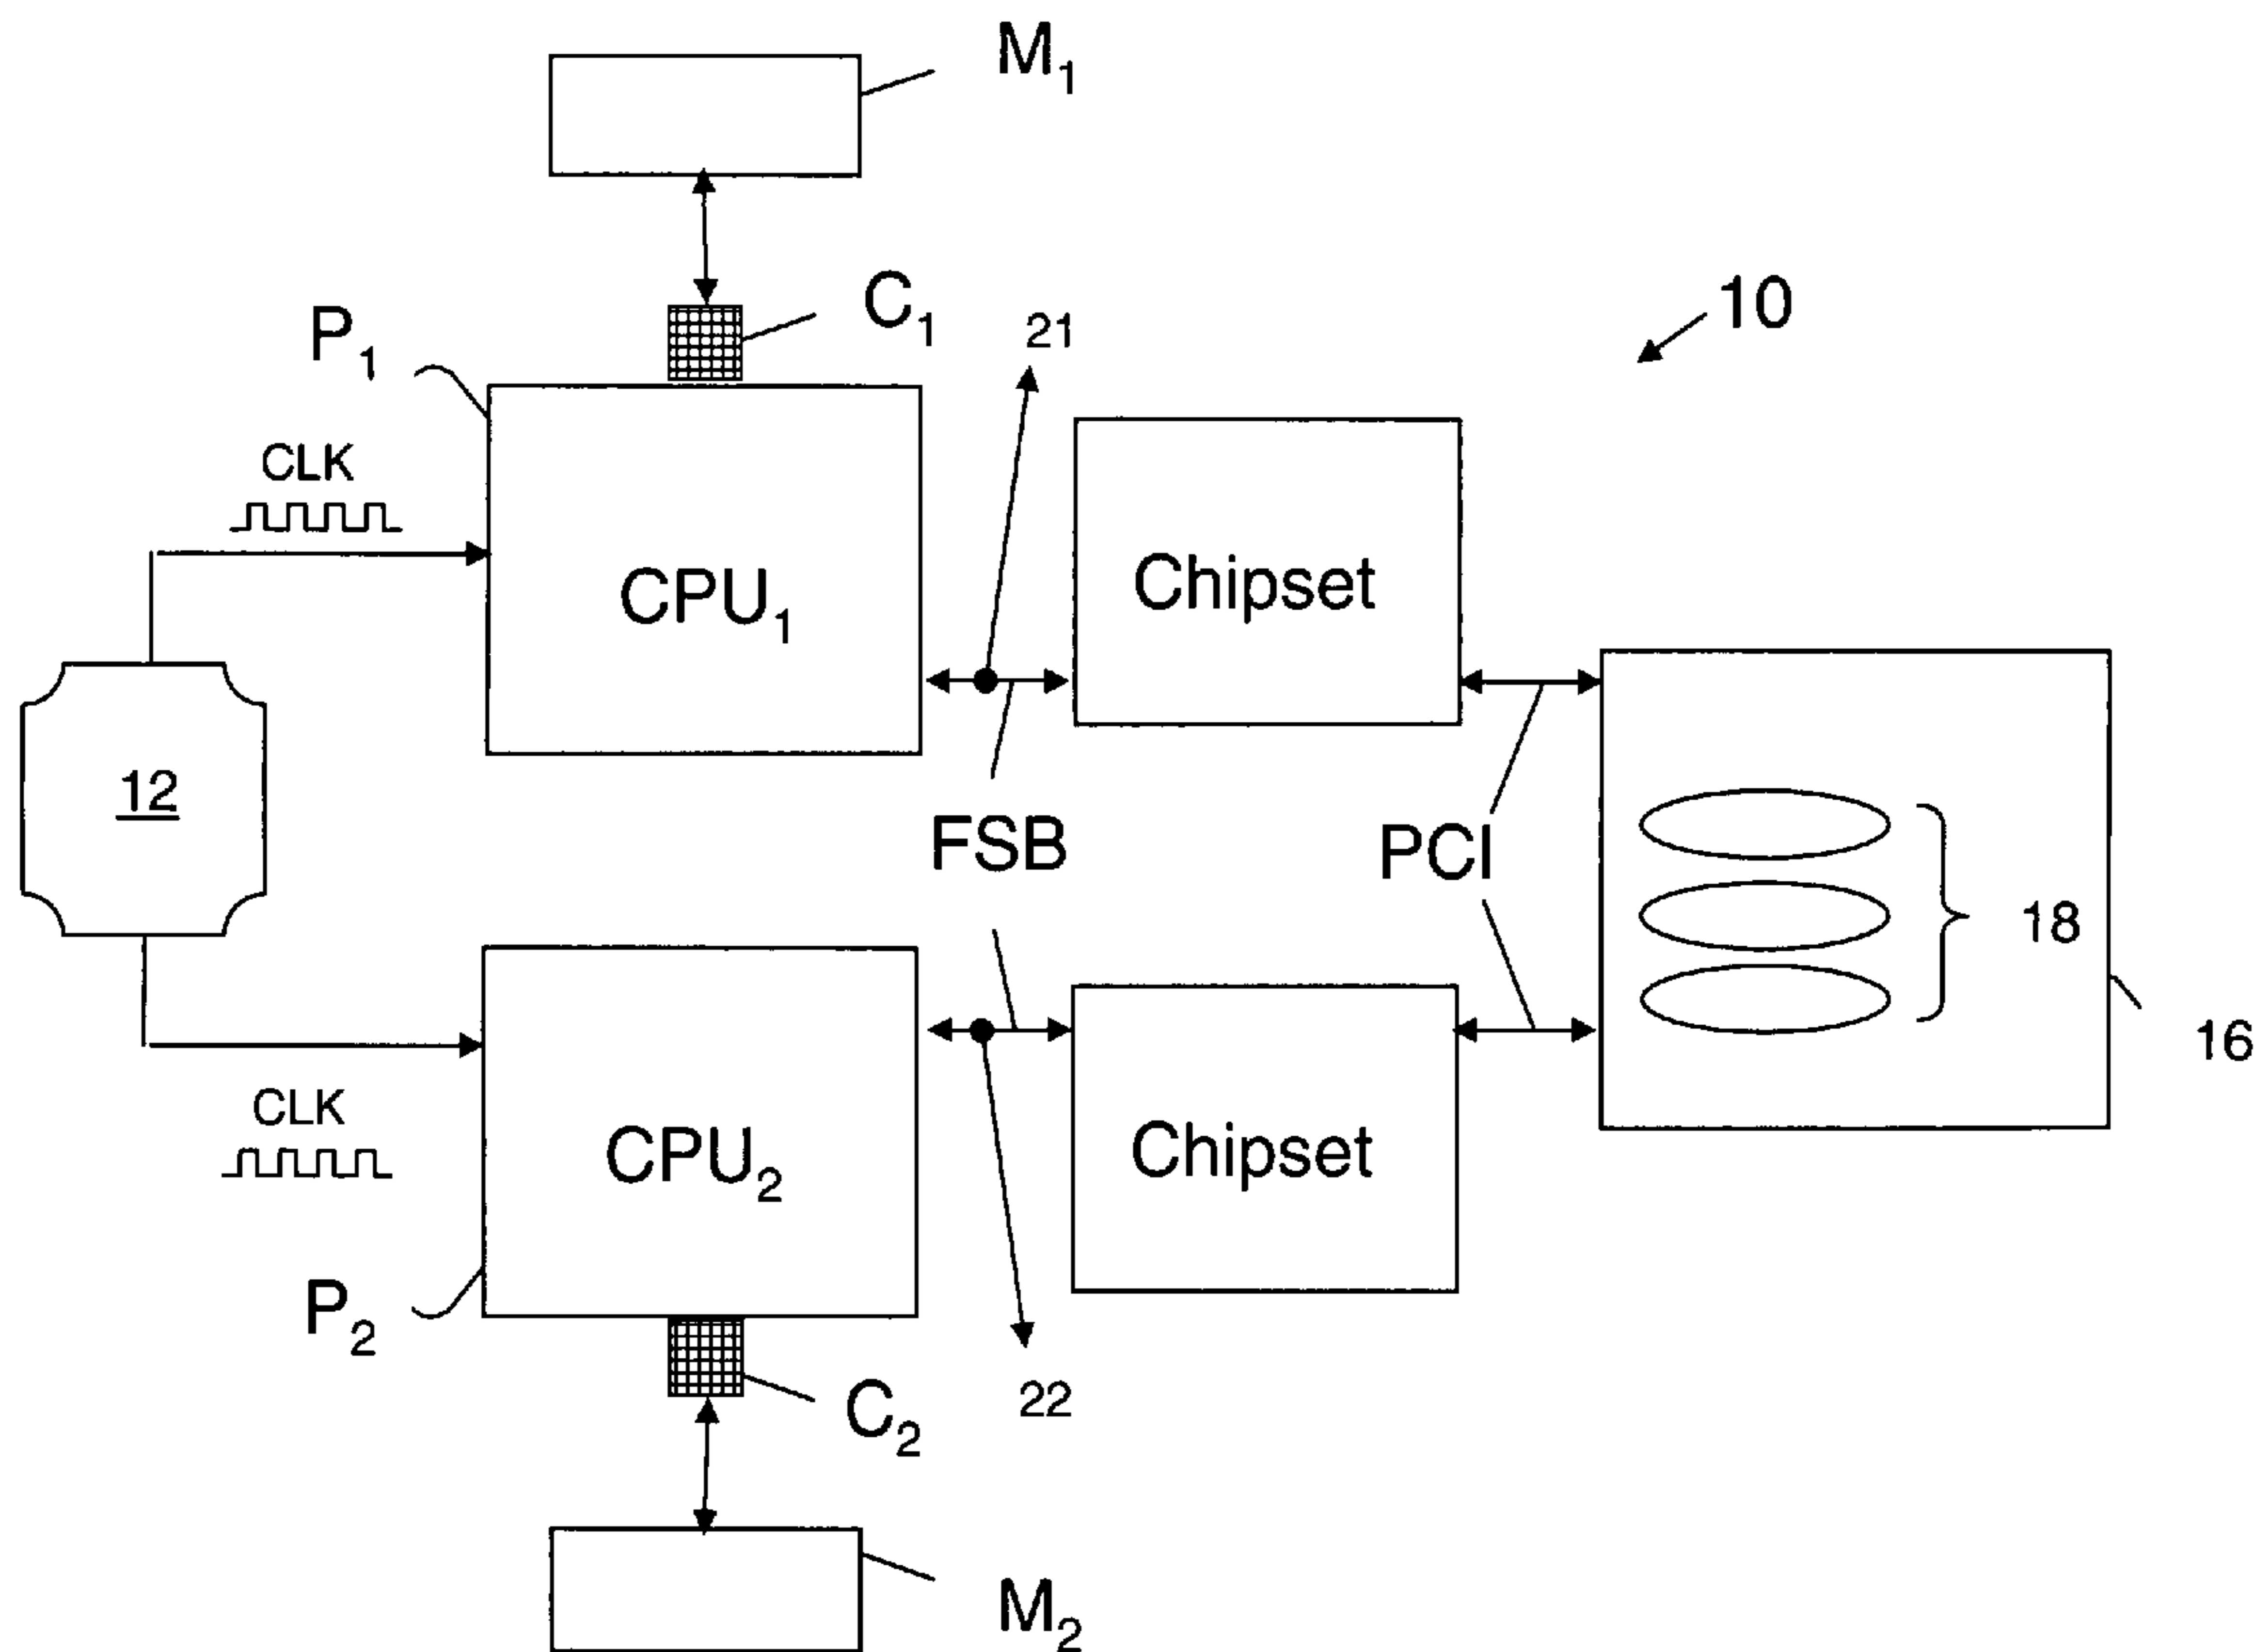 M1
C1
10
P1
21
CLK
CPU1
Chipset
12
FSB
PCI
18
16
CLK
CPU2
Chipset
P2
C2
22
M2